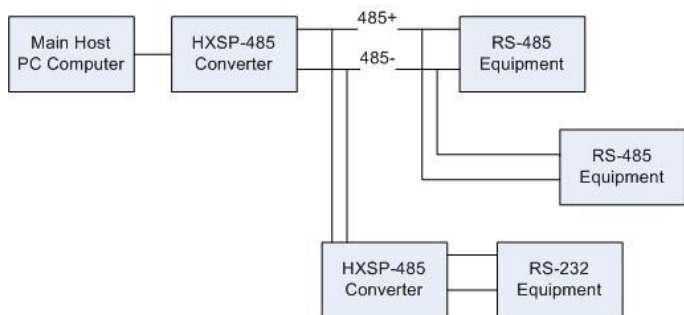 Main Host
PC Computer
HXSP-485
Converter
485+
485-
RS-485
Equipment
RS-485
Equipment
HXSP-485
Converter
RS-232
Equipment